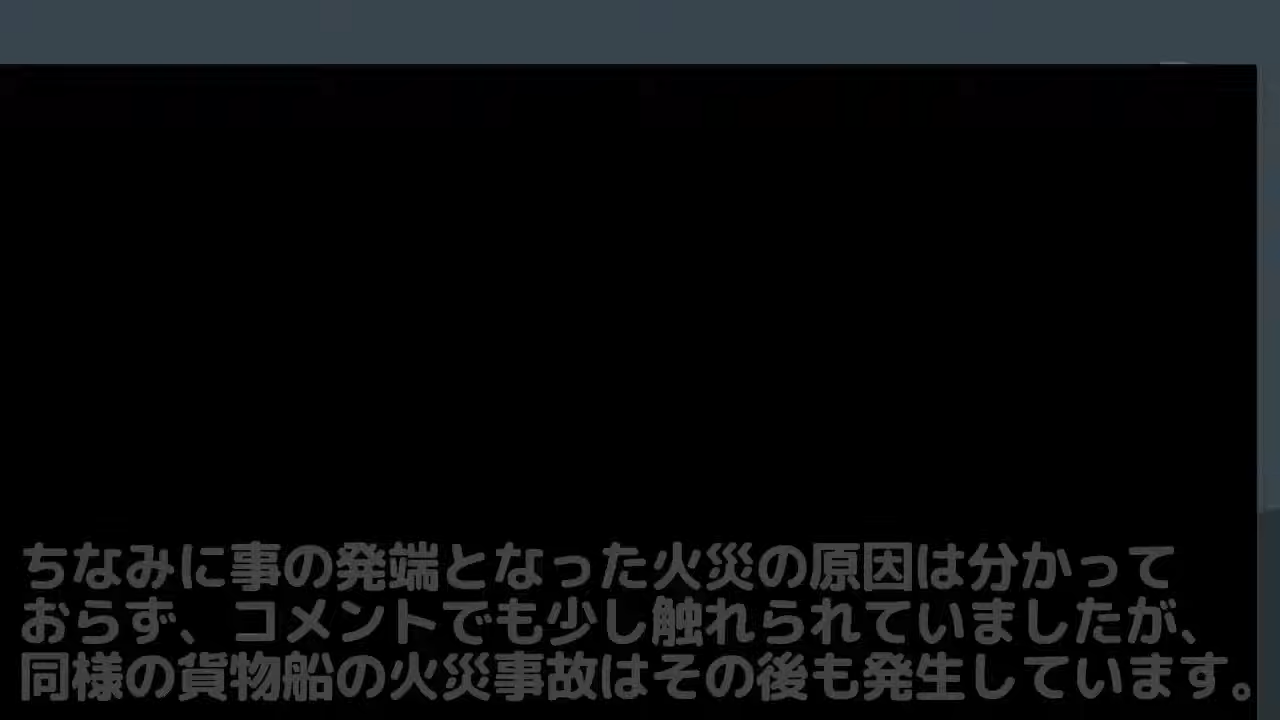 ちなみに事の発端となった火災の原因は分かって
おらず、コメントでも少し触れられていましたが、
同様の貨物船の火災事故はその後も発生しています。